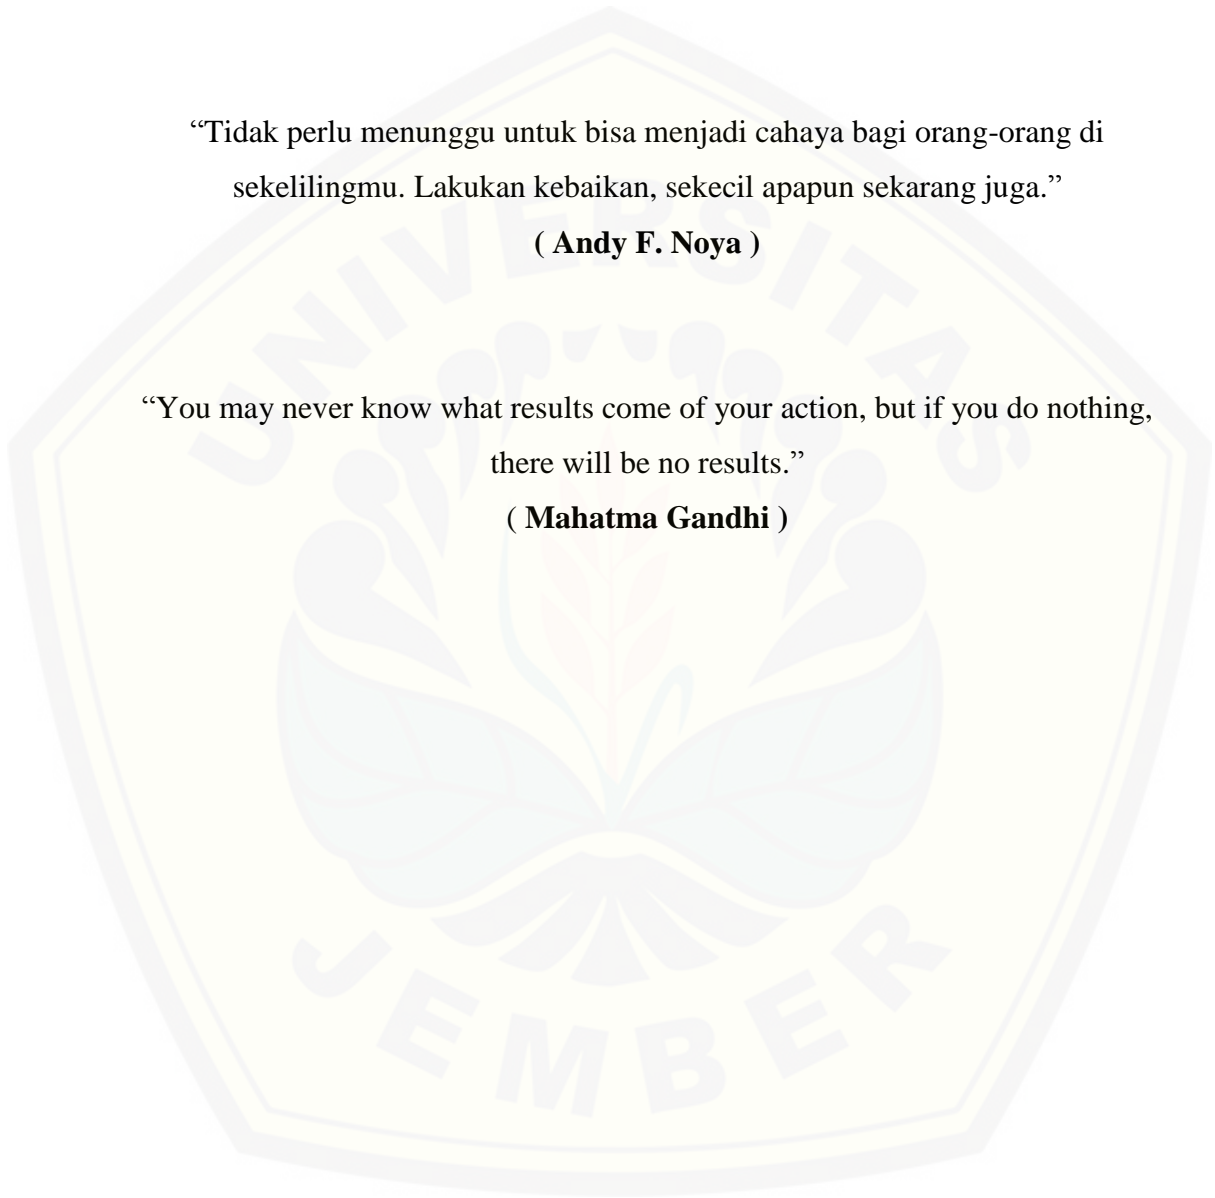 “Tidak perlu menunggu untuk bisa menjadi cahaya bagi orang-orang di
sekelilingmu. Lakukan kebaikan, sekecil apapun sekarang juga.”
( Andy F. Noya )
“You may never know what results come of your action, but if you do nothing,
there will be no results.”
( Mahatma Gandhi )
UNIVERSITAS
JEMBER